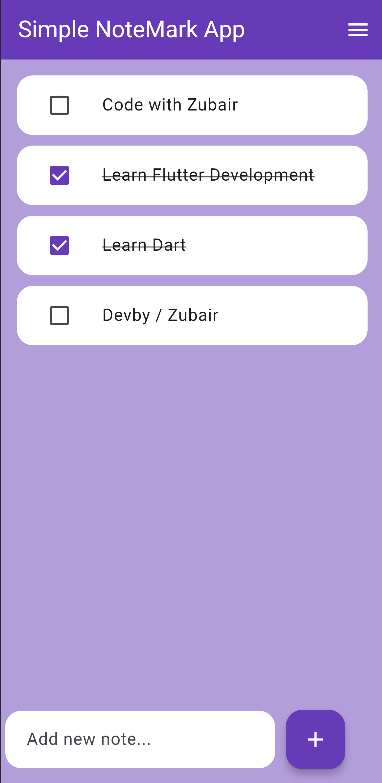 Simple NoteMark App
Code with Zubair
Learn Flutter Development
Learn Dart
Devby / Zubair
Add new note...